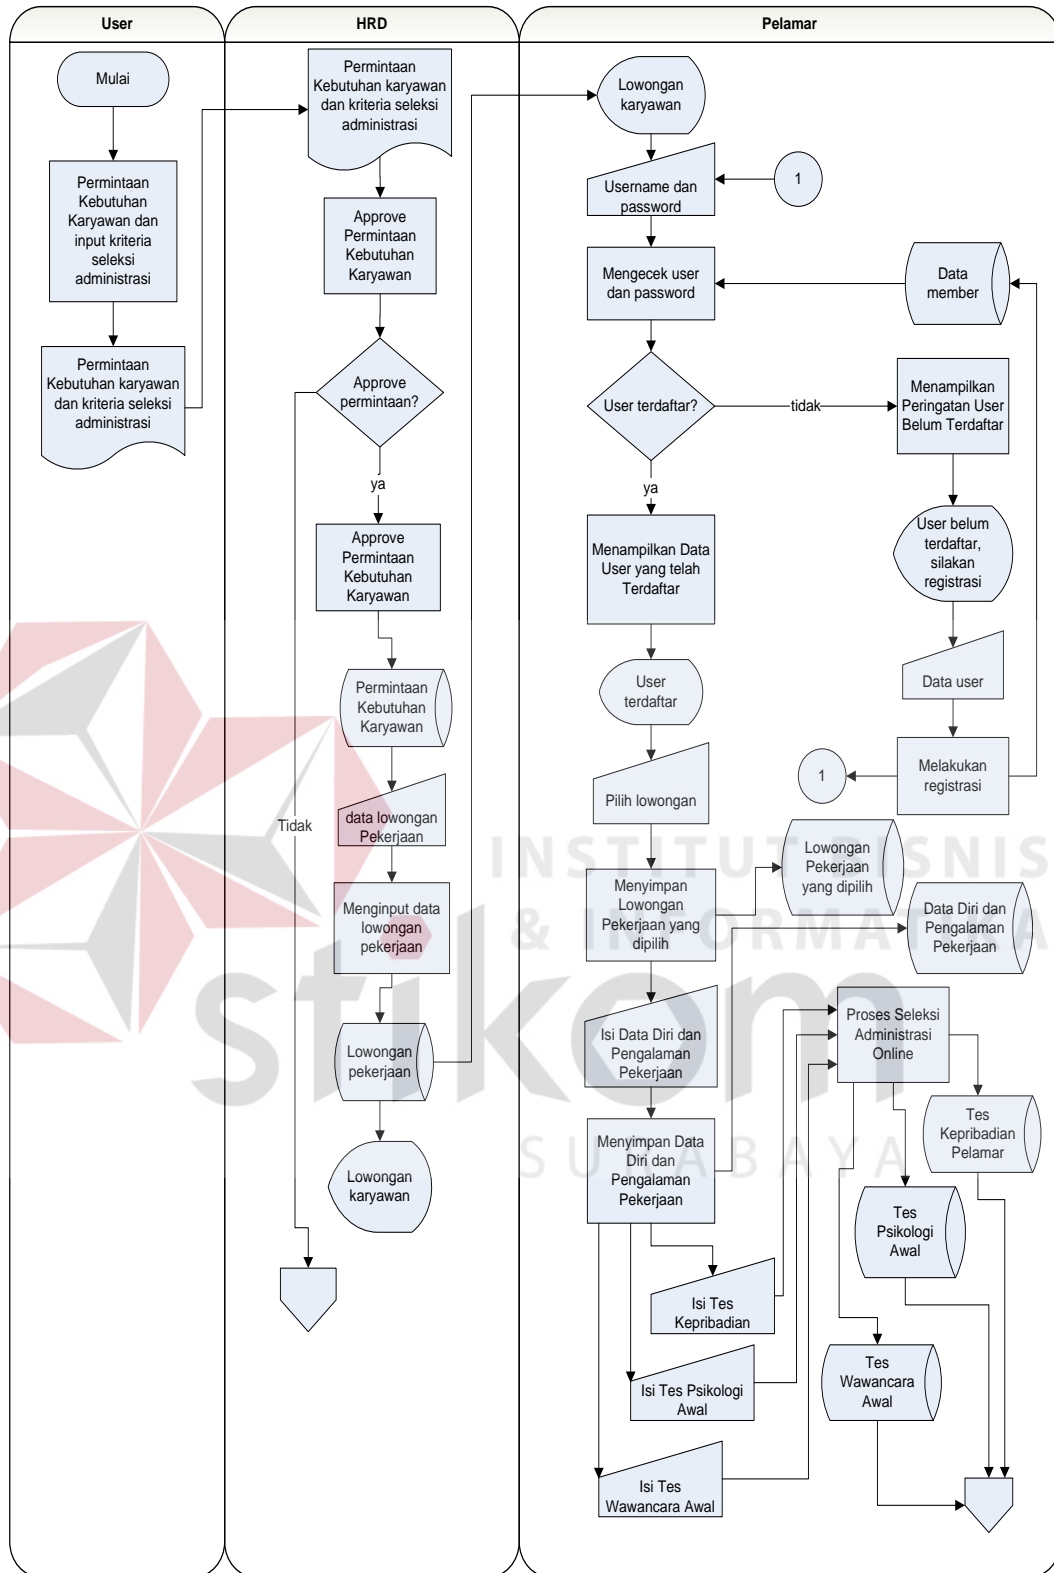 User
HRD
Pelamar
Mulai
Permintaan
Kebutuhan
Karyawan dan
input kriteria
seleksi
administrasi
Permintaan
Kebutuhan karyawan
dan kriteria seleksi
administrasi
Permintaan
Kebutuhan karyawan
dan kriteria seleksi
administrasi
Approve
Permintaan
Kebutuhan
Karyawan
Approve
permintaan?
ya
Tidak
Approve
Permintaan
Kebutuhan
Karyawan
Permintaan
Kebutuhan
Karyawan
data lowongan
Pekerjaan
Menginput data
lowongan
pekerjaan
Lowongan
pekerjaan
Lowongan
karyawan
Lowongan
karyawan
Username dan
password
1
Mengecek user
dan password
Data
member
User terdaftar?
tidak
Menampilkan
Peringatan User
Belum Terdaftar
ya
User belum
terdaftar,
silakan
registrasi
Menampilkan Data
User yang telah
Terdaftar
Data user
User
terdaftar
Melakukan
registrasi
1
Pilih lowongan
Menyimpan
Lowongan
Pekerjaan yang
dipilih
Lowongan
Pekerjaan
yang dipilih
Data Diri dan
Pengalaman
Pekerjaan
Isi Data Diri dan
Pengalaman
Pekerjaan
Proses Seleksi
Administrasi
Online
Menyimpan Data
Diri dan
Pengalaman
Pekerjaan
Tes
Kepribadian
Pelamar
Tes
Psikologi
Awal
Isi Tes
Kepribadian
Tes
Wawancara
Awal
Isi Tes Psikologi
Awal
Isi Tes
Wawancara Awal
INSTITUT BISNIS
& INFORMATIKA
stikom
SURABAYA